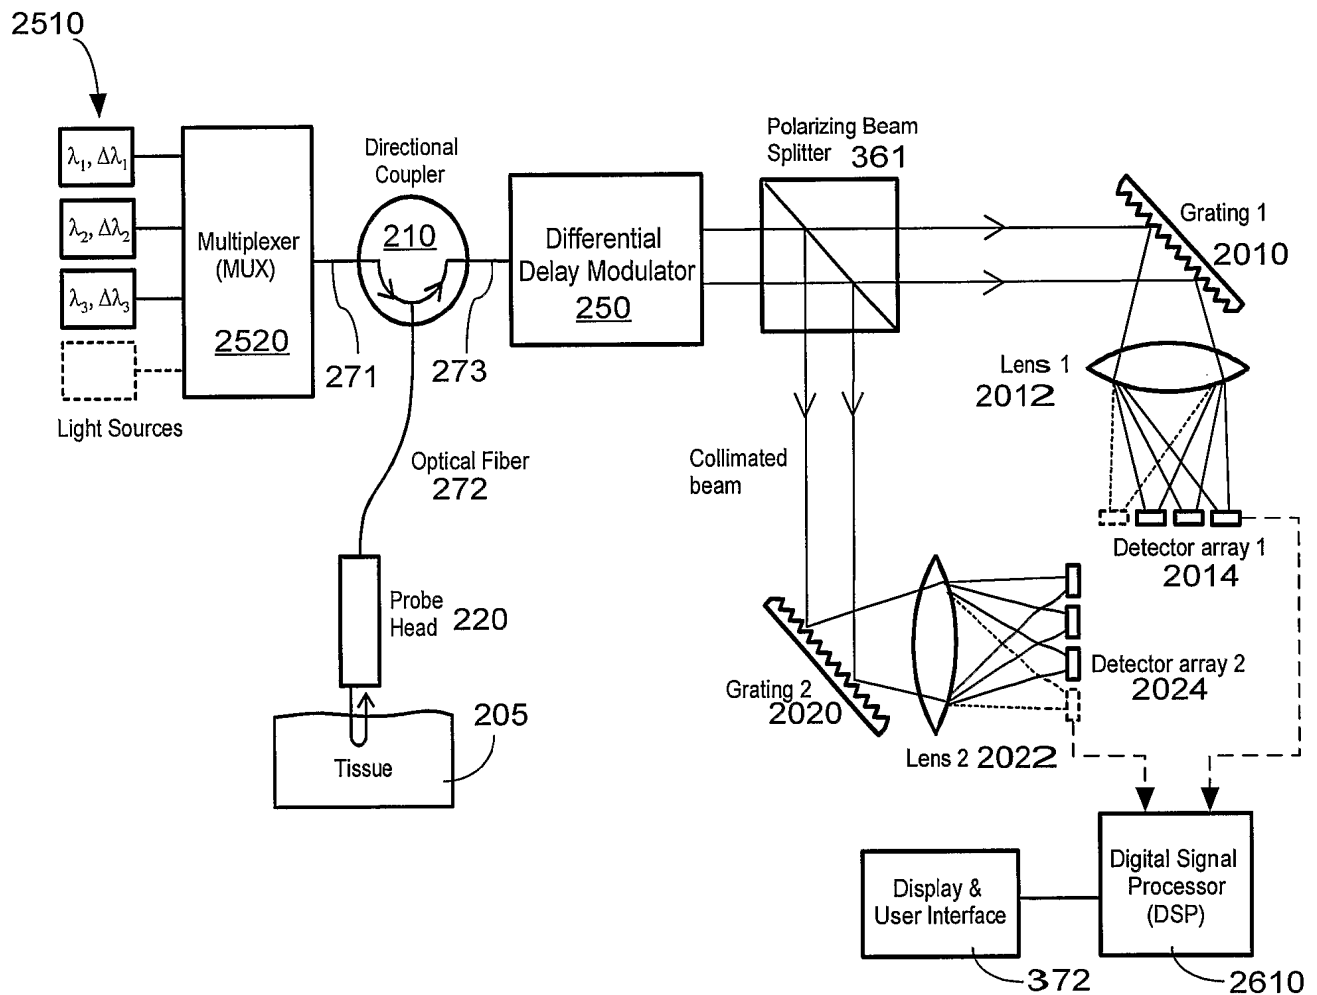 2510
λ1, Δλ1
λ2, Δλ2
λ3, Δλ3
Light Sources
Multiplexer
(MUX)
2520
271
Directional
Coupler
210
273
Optical Fiber
272
Probe
Head 220
205
Tissue
Differential
Delay Modulator
250
Polarizing Beam
Splitter 361
Collimated
beam
Grating 1
2010
Lens 1
2012
Detector array 1
2014
Grating 2
2020
Lens 2 2022
Detector array 2
2024
Display &
User Interface
372
Digital Signal
Processor
(DSP)
2610